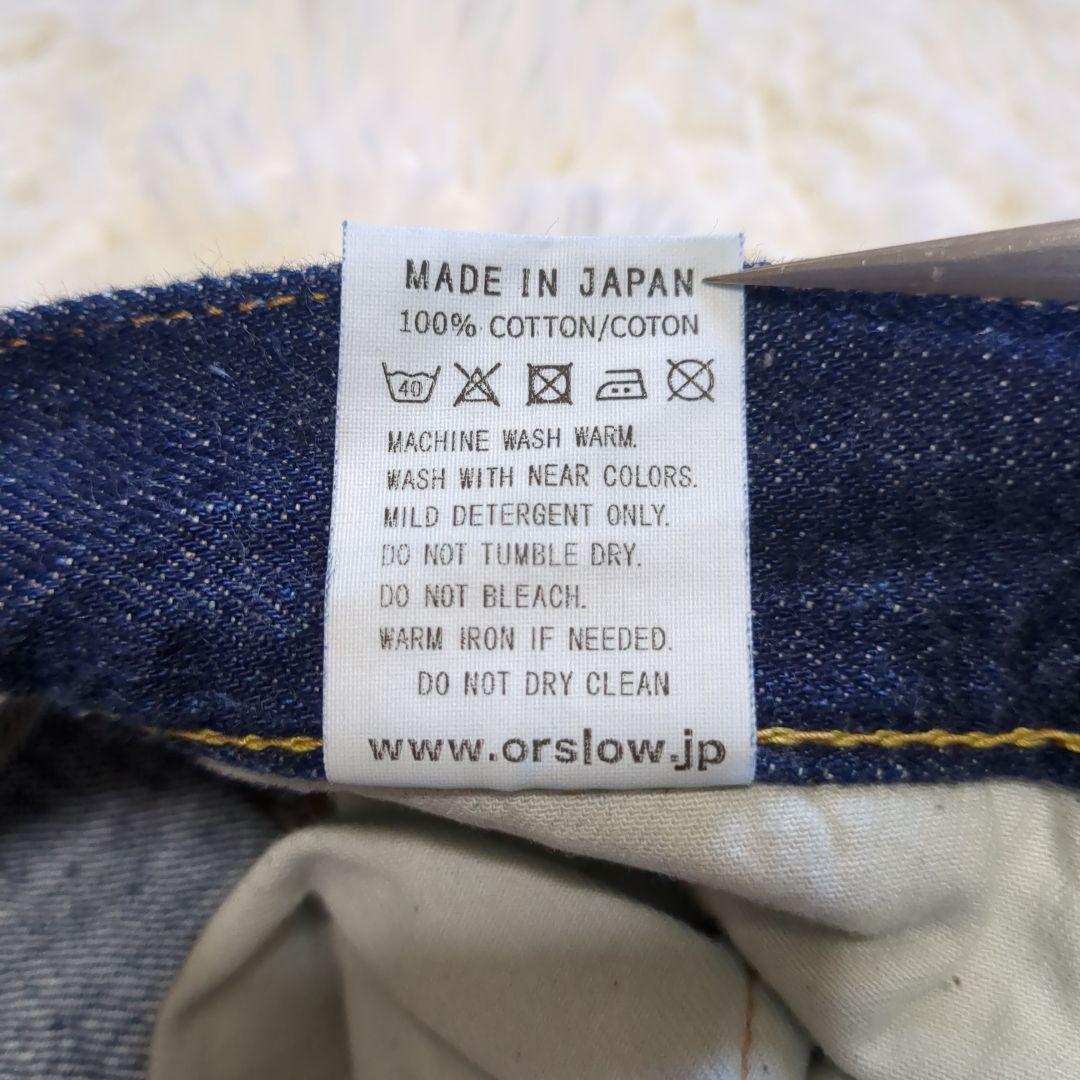 MADE IN JAPAN
100% COTTON/COTON
40
MACHINE WASH WARM.
WASH WITH NEAR COLORS.
MILD DETERGENT ONLY.
DO NOT TUMBLE DRY.
DO NOT BLEACH.
WARM IRON IF NEEDED.
DO NOT DRY CLEAN
www.orslow.jp